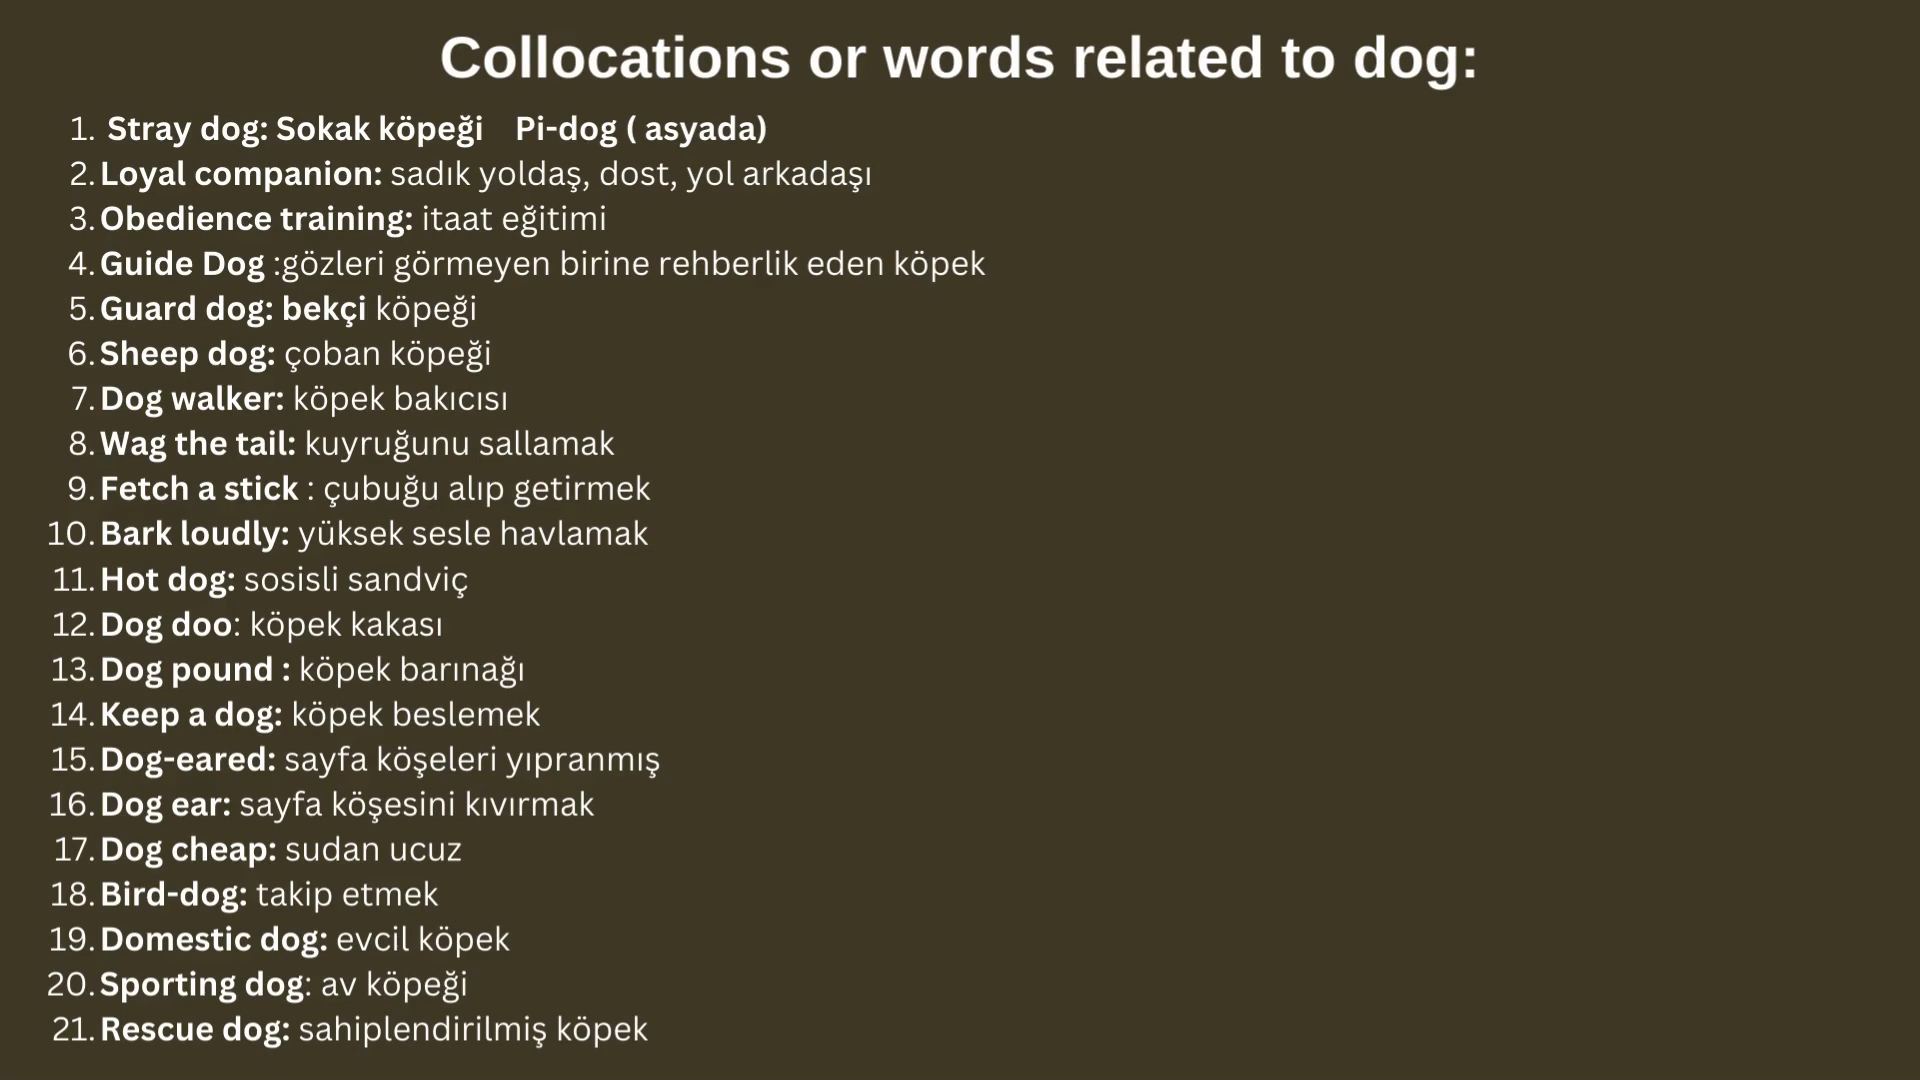 Collocations or words related to dog:
1. Stray dog: Sokak köpeği Pi-dog ( asyada)
2. Loyal companion: sadık yoldaş, dost, yol arkadaşı
3. Obedience training: itaat eğitimi
4. Guide Dog :gözleri görmeyen birine rehberlik eden köpek
5. Guard dog: bekçi köpeği
6. Sheep dog: çoban köpeği
7. Dog walker: köpek bakıcısı
8. Wag the tail: kuyruğunu sallamak
9. Fetch a stick : çubuğu alıp getirmek
10. Bark loudly: yüksek sesle havlamak
11. Hot dog: sosisli sandviç
12. Dog doo: köpek kakası
13. Dog pound : köpek barınağı
14. Keep a dog: köpek beslemek
15. Dog-eared: sayfa köşeleri yıpranmış
16. Dog ear: sayfa köşesini kıvırmak
17. Dog cheap: sudan ucuz
18. Bird-dog: takip etmek
19. Domestic dog: evcil köpek
20. Sporting dog: av köpeği
21. Rescue dog: sahiplendirilmiş köpek